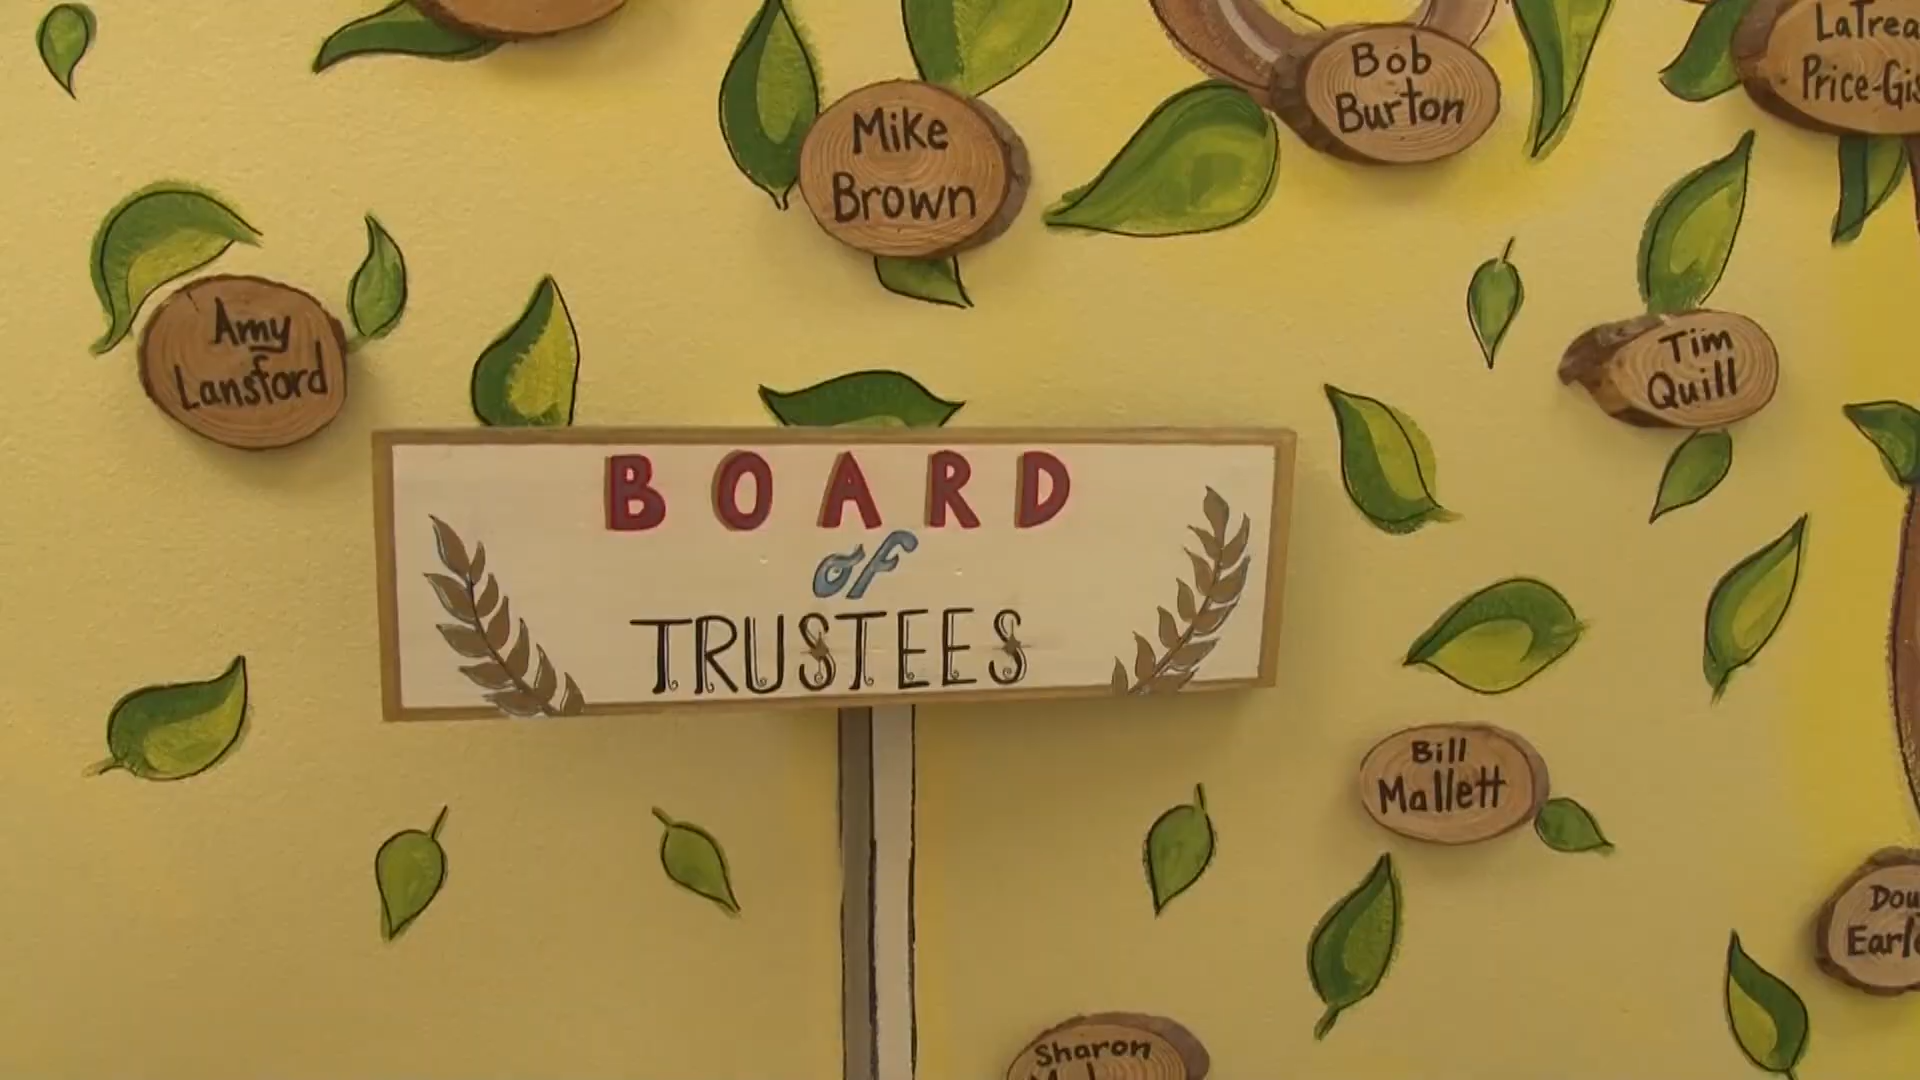 Mike
Brown
Bob
Burton
Amy
Lansford
Tim
Quill
BOARD
of
TRUSTEES
Bill
Mallett
Sharon